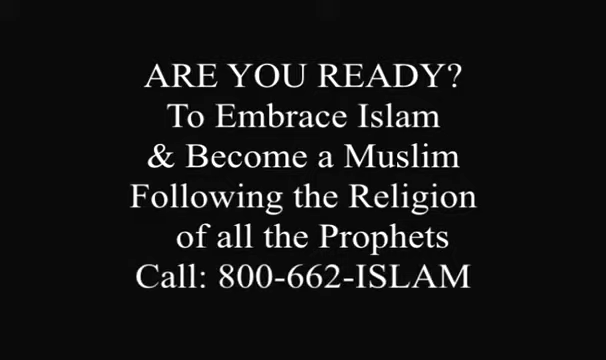 ARE YOU READY?
To Embrace Islam
& Become a Muslim
Following the Religion
of all the Prophets
Call: 800-662-ISLAM